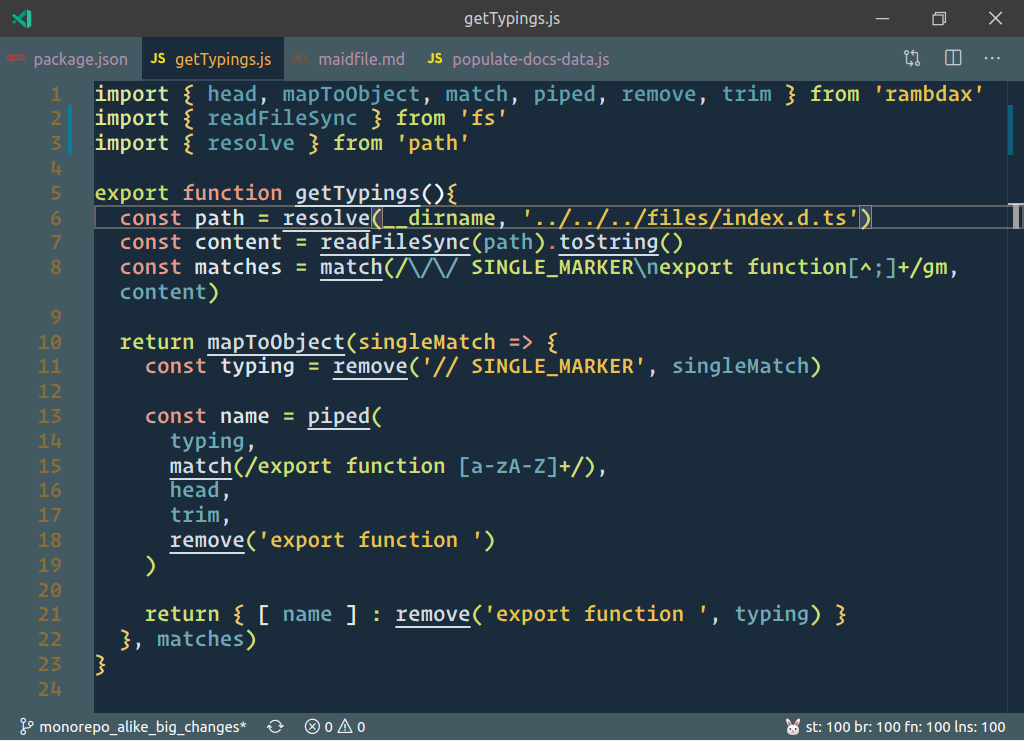 getTypings.js
package.json JS getTypings.js maidfile.md JS populate-docs-data.js ...
1 import { head, mapToObject, match, piped, remove, trim } from 'rambdax'
2 import { readFileSync } from 'fs'
3 import { resolve } from 'path'
4
5 export function getTypings(){
6 const path = resolve(__dirname, '../../../files/index.d.ts')
7 const content = readFileSync(path).toString()
8 const matches = match(/\/\/ SINGLE_MARKER\nexport function[^;]+/gm,
content)
9
10 return mapToObject(singleMatch => {
11 const typing = remove('// SINGLE_MARKER', singleMatch)
12
13 const name = piped(
14 typing,
15 match(/export function [a-zA-Z]+/),
16 head,
17 trim,
18 remove('export function ')
19 )
20
21 return { [ name ] : remove('export function ', typing) }
22 }, matches)
23 }
24
monorepo_alike_big_changes* 0 0 st: 100 br: 100 fn: 100 lns: 100